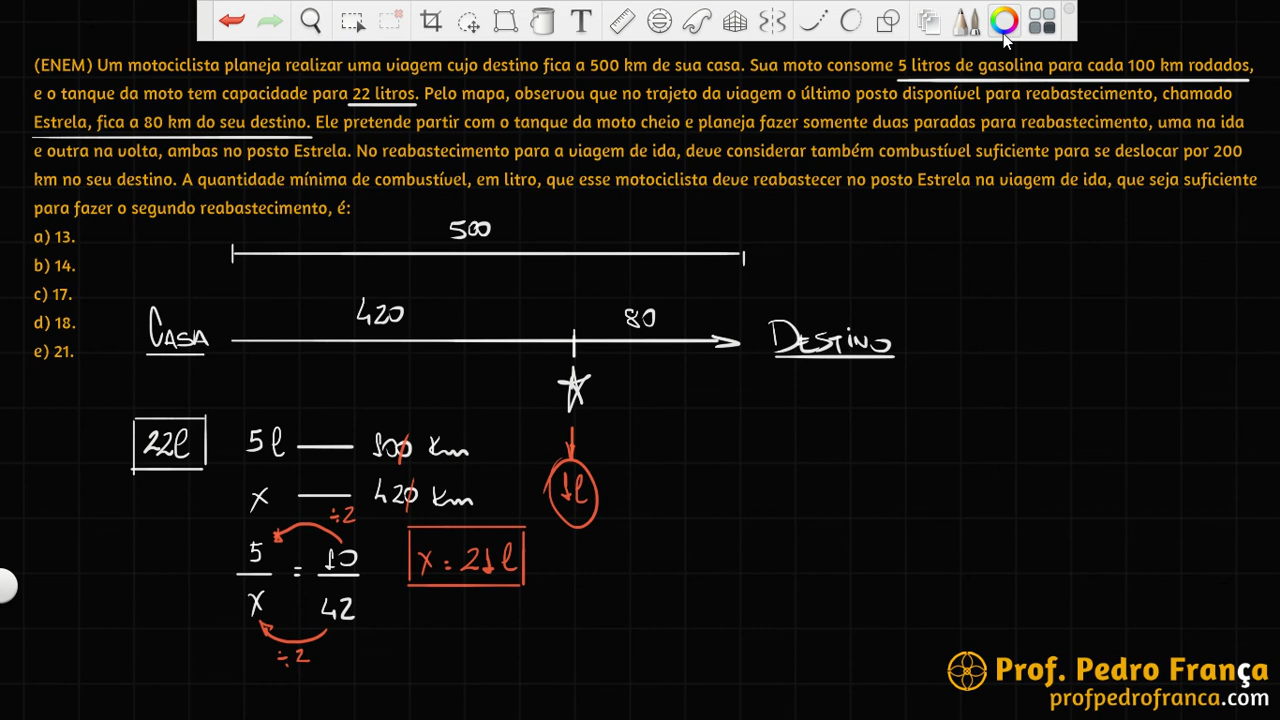 (ENEM) Um motociclista planeja realizar uma viagem cujo destino fica a 500 km de sua casa. Sua moto consome 5 litros de gasolina para cada 100 km rodados,
e o tanque da moto tem capacidade para 22 litros. Pelo mapa, observou que no trajeto da viagem o último posto disponível para reabastecimento, chamado
Estrela, fica a 80 km do seu destino. Ele pretende partir com o tanque da moto cheio e planeja fazer somente duas paradas para reabastecimento, uma na ida
e outra na volta, ambas no posto Estrela. No reabastecimento para a viagem de ida, deve considerar também combustível suficiente para se deslocar por 200
km no seu destino. A quantidade mínima de combustível, em litro, que esse motociclista deve reabastecer no posto Estrela na viagem de ida, que seja suficiente
para fazer o segundo reabastecimento, é:
a) 13.
b) 14.
c) 17.
d) 18.
e) 21.
500
420 80
CASA DESTINO
22l 5l — 100 km
x — 420 km
1l
÷2
5/x = 10/42
x = 21l
÷2
Prof. Pedro França
profpedrofranca.com